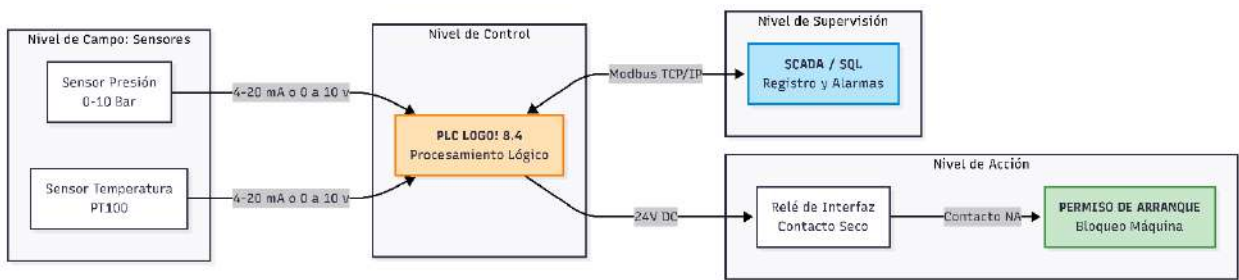 Nivel de Campo: Sensores
Sensor Presión
0-10 Bar
Sensor Temperatura
PT100
4-20 mA o 0 a 10 v
4-20 mA o 0 a 10 v
Nivel de Control
PLC LOGO! 8.4
Procesamiento Lógico
Modbus TCP/IP
24V DC
Nivel de Supervisión
SCADA / SQL
Registro y Alarmas
Nivel de Acción
Relé de Interfaz
Contacto Seco
Contacto NA
PERMISO DE ARRANQUE
Bloqueo Máquina